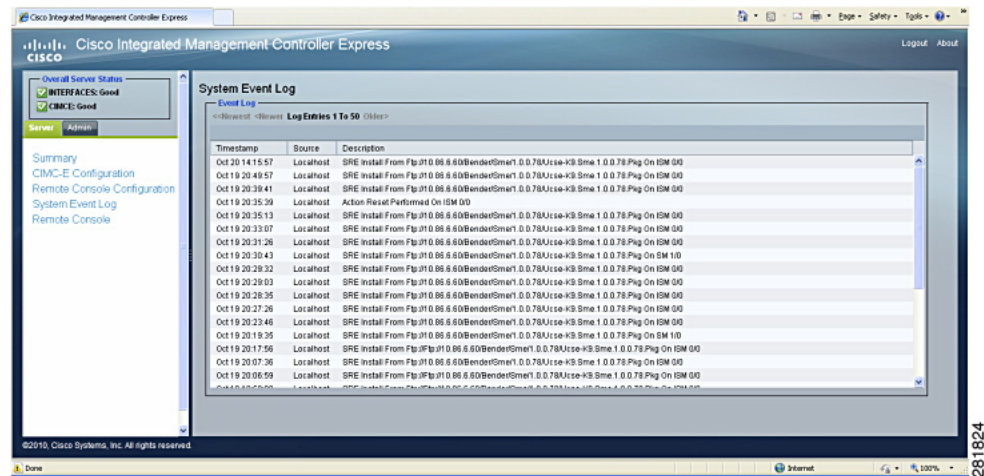 Cisco Integrated Management Controller Express
Page Safety Tools
CISCO Cisco Integrated Management Controller Express
Logout About
Overall Server Status
INTERFACES: Good
CIMCE: Good
Server Admin
Summary
CIMC-E Configuration
Remote Console Configuration
System Event Log
Remote Console
System Event Log
Event Log
<<Newest <Newer Log Entries 1 To 50 Older>
Timestamp Source Description
Oct 20 14:15:57 Localhost SRE Install From Ftp://10.86.6.60/Bender/Sme/1.0.0.78/Ucse-K9.Sme.1.0.0.78.Pkg On ISM 0/0
Oct 19 20:49:57 Localhost SRE Install From Ftp://10.86.6.60/Bender/Sme/1.0.0.78/Ucse-K9.Sme.1.0.0.78.Pkg On ISM 0/0
Oct 19 20:39:41 Localhost SRE Install From Ftp://10.86.6.60/Bender/Sme/1.0.0.78/Ucse-K9.Sme.1.0.0.78.Pkg On ISM 0/0
Oct 19 20:35:39 Localhost Action Reset Performed On ISM 0/0
Oct 19 20:35:13 Localhost SRE Install From Ftp://10.86.6.60/Bender/Sme/1.0.0.78/Ucse-K9.Sme.1.0.0.78.Pkg On ISM 0/0
Oct 19 20:33:07 Localhost SRE Install From Ftp://10.86.6.60/Bender/Sme/1.0.0.78/Ucse-K9.Sme.1.0.0.78.Pkg On ISM 0/0
Oct 19 20:31:26 Localhost SRE Install From Ftp://10.86.6.60/Bender/Sme/1.0.0.78/Ucse-K9.Sme.1.0.0.78.Pkg On ISM 0/0
Oct 19 20:30:43 Localhost SRE Install From Ftp://10.86.6.60/Bender/Sme/1.0.0.78/Ucse-K9.Sme.1.0.0.78.Pkg On SM 1/0
Oct 19 20:29:32 Localhost SRE Install From Ftp://10.86.6.60/Bender/Sme/1.0.0.78/Ucse-K9.Sme.1.0.0.78.Pkg On ISM 0/0
Oct 19 20:29:03 Localhost SRE Install From Ftp://10.86.6.60/Bender/Sme/1.0.0.78/Ucse-K9.Sme.1.0.0.78.Pkg On ISM 0/0
Oct 19 20:28:35 Localhost SRE Install From Ftp://10.86.6.60/Bender/Sme/1.0.0.78/Ucse-K9.Sme.1.0.0.78.Pkg On ISM 0/0
Oct 19 20:27:26 Localhost SRE Install From Ftp://10.86.6.60/Bender/Sme/1.0.0.78/Ucse-K9.Sme.1.0.0.78.Pkg On ISM 0/0
Oct 19 20:23:46 Localhost SRE Install From Ftp://10.86.6.60/Bender/Sme/1.0.0.78/Ucse-K9.Sme.1.0.0.78.Pkg On ISM 0/0
Oct 19 20:19:35 Localhost SRE Install From Ftp://10.86.6.60/Bender/Sme/1.0.0.78/Ucse-K9.Sme.1.0.0.78.Pkg On SM 1/0
Oct 19 20:17:56 Localhost SRE Install From Ftp://Ftp://10.86.6.60/Bender/Sme/1.0.0.78/Ucse-K9.Sme.1.0.0.78.Pkg On ISM 0/0
Oct 19 20:07:36 Localhost SRE Install From Ftp://Ftp://10.86.6.60/Bender/Sme/1.0.0.78/Ucse-K9.Sme.1.0.0.78.Pkg On ISM 0/0
Oct 19 20:06:59 Localhost SRE Install From Ftp://Ftp://10.86.6.60/Bender/Sme/1.0.0.78/Ucse-K9.Sme.1.0.0.78.Pkg On ISM 0/0
©2010, Cisco Systems, Inc. All rights reserved.
Done Internet 100%
281824